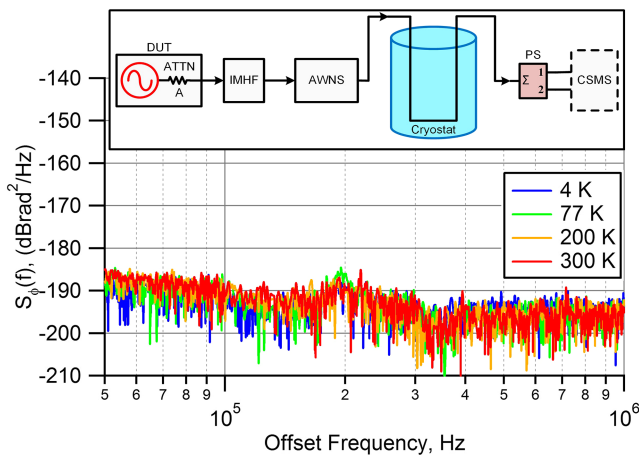 DUT
ATTN
A
IMHF
AWNS
Cryostat
PS
Σ
1
2
CSMS
-140
-150
-160
-170
-180
-190
-200
-210
S_ϕ(f), (dBrad²/Hz)
4 K
77 K
200 K
300 K
5 6 7 8 9 2 3 4 5 6 7 8 9
10⁵ 10⁶
Offset Frequency, Hz